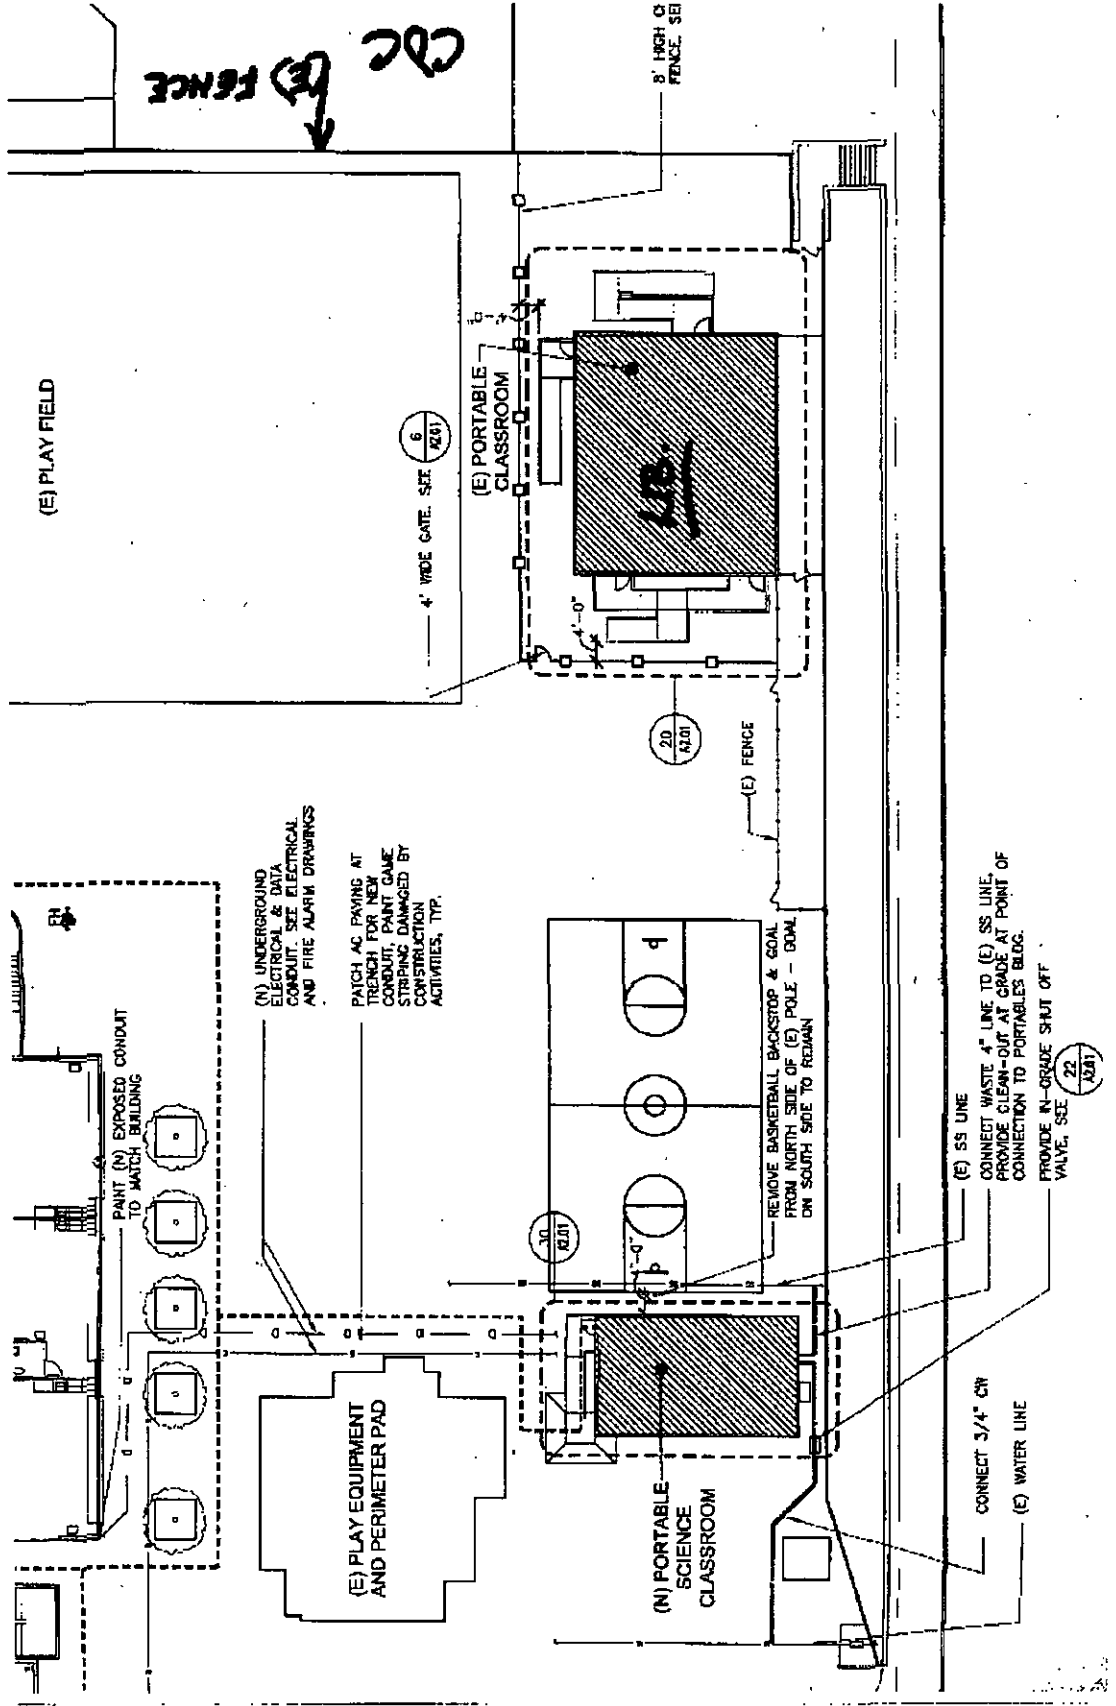 CDC
(E) FENCE
(E) PLAY FIELD
8' HIGH
FENCE,
6
A2.01
4' WIDE GATE. SEE
(E) PORTABLE
CLASSROOM
LIB.
4'-0"
20
A2.01
(E) FENCE
FH
(N) UNDERGROUND
ELECTRICAL & DATA
CONDUIT. SEE ELECTRICAL
AND FIRE ALARM DRAWINGS
PATCH AC PAVING AT
TRENCH FOR NEW
CONDUIT, PAINT GAME
STRIPING DAMAGED BY
CONSTRUCTION
ACTIVITIES, TYP.
PAINT (N) EXPOSED CONDUIT
TO MATCH BUILDING
REMOVE BASKETBALL BACKSTOP & GOAL
FROM NORTH SIDE OF (E) POLE - GOAL
ON SOUTH SIDE TO REMAIN
30
A2.01
(E) SS LINE
CONNECT WASTE 4" LINE TO (E) SS LINE,
PROVIDE CLEAN-OUT AT GRADE AT POINT OF
CONNECTION TO PORTABLES BLDG.
PROVIDE IN-GRADE SHUT OFF
VALVE, SEE
22
A2.01
(E) PLAY EQUIPMENT
AND PERIMETER PAD
(N) PORTABLE
SCIENCE
CLASSROOM
CONNECT 3/4" CW
(E) WATER LINE